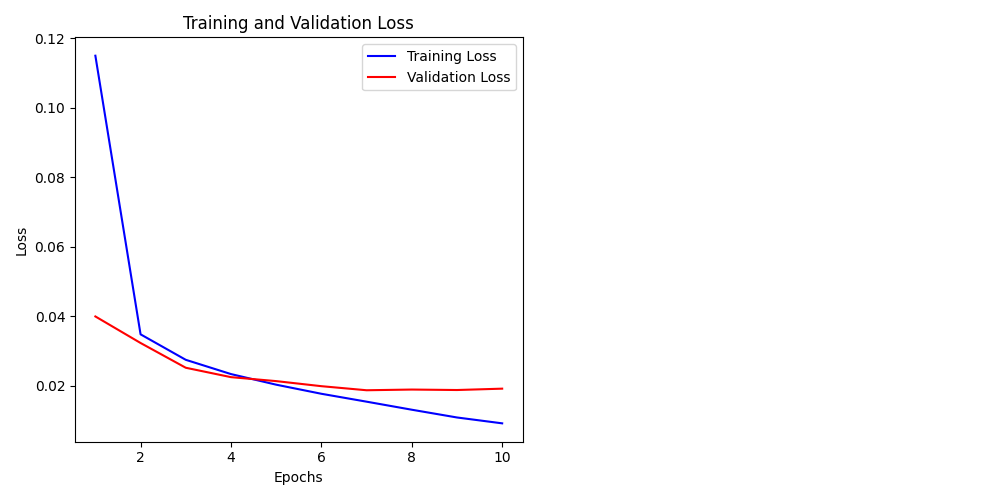 Training and Validation Loss
Training Loss
Validation Loss
0.12
0.10
0.08
0.06
0.04
0.02
Loss
2 4 6 8 10
Epochs